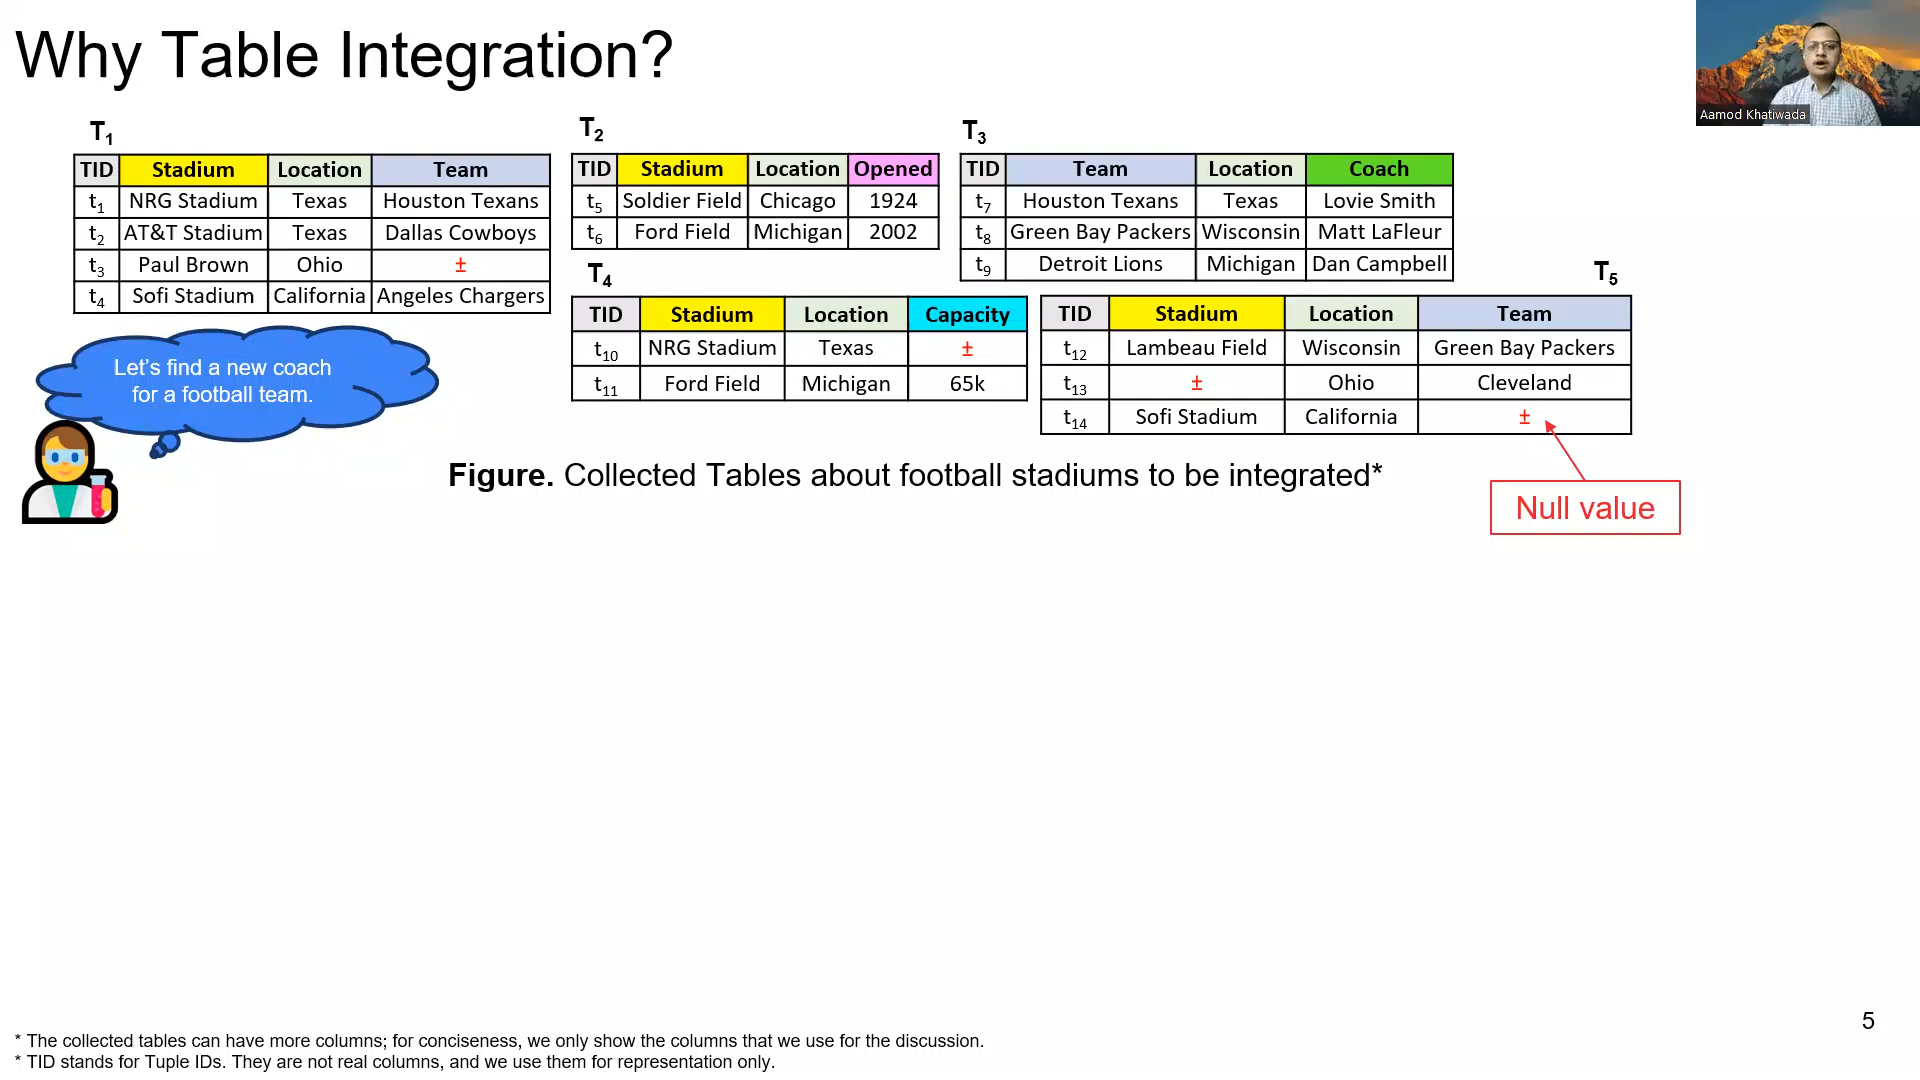 Why Table Integration?
Aamod Khatiwada
T1
TID Stadium Location Team
t1 NRG Stadium Texas Houston Texans
t2 AT&T Stadium Texas Dallas Cowboys
t3 Paul Brown Ohio ±
t4 Sofi Stadium California Angeles Chargers
T2
TID Stadium Location Opened
t5 Soldier Field Chicago 1924
t6 Ford Field Michigan 2002
T3
TID Team Location Coach
t7 Houston Texans Texas Lovie Smith
t8 Green Bay Packers Wisconsin Matt LaFleur
t9 Detroit Lions Michigan Dan Campbell
T4
TID Stadium Location Capacity
t10 NRG Stadium Texas ±
t11 Ford Field Michigan 65k
T5
TID Stadium Location Team
t12 Lambeau Field Wisconsin Green Bay Packers
t13 ± Ohio Cleveland
t14 Sofi Stadium California ±
Let's find a new coach
for a football team.
Figure. Collected Tables about football stadiums to be integrated*
Null value
5
* The collected tables can have more columns; for conciseness, we only show the columns that we use for the discussion.
* TID stands for Tuple IDs. They are not real columns, and we use them for representation only.